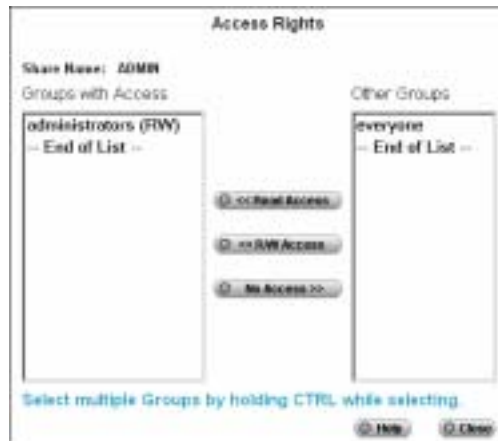 Access Rights
Share Name: ADMIN
Groups with Access
Other Groups
administrators (RW)
-- End of List --
everyone
-- End of List --
<< Read Access
<< R/W Access
No Access >>
Select multiple Groups by holding CTRL while selecting.
Help
Close